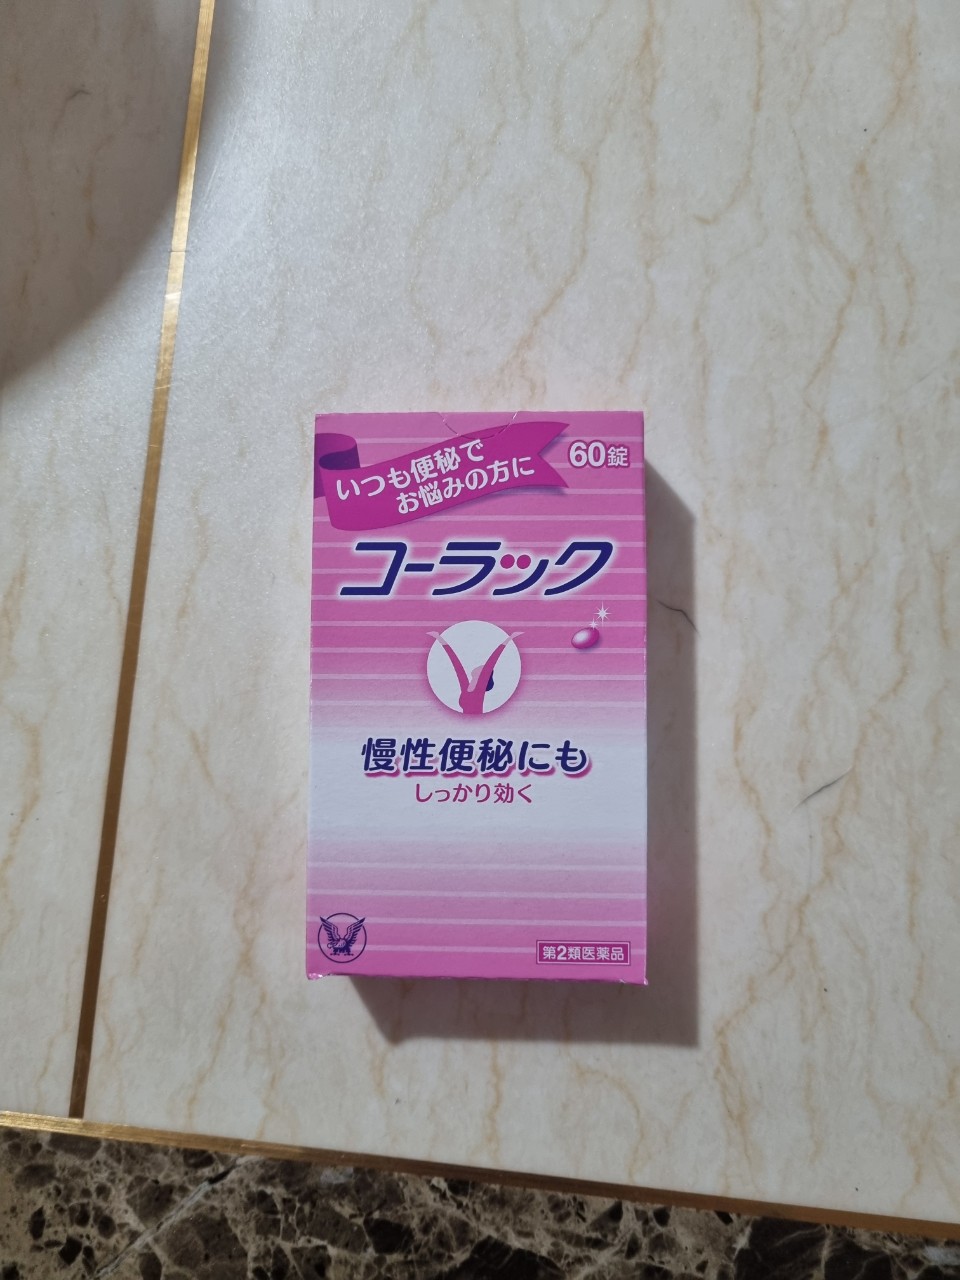 いつも便秘で
お悩みの方に
60錠
コーラック
慢性便秘にも
しっかり効く
第2類医薬品